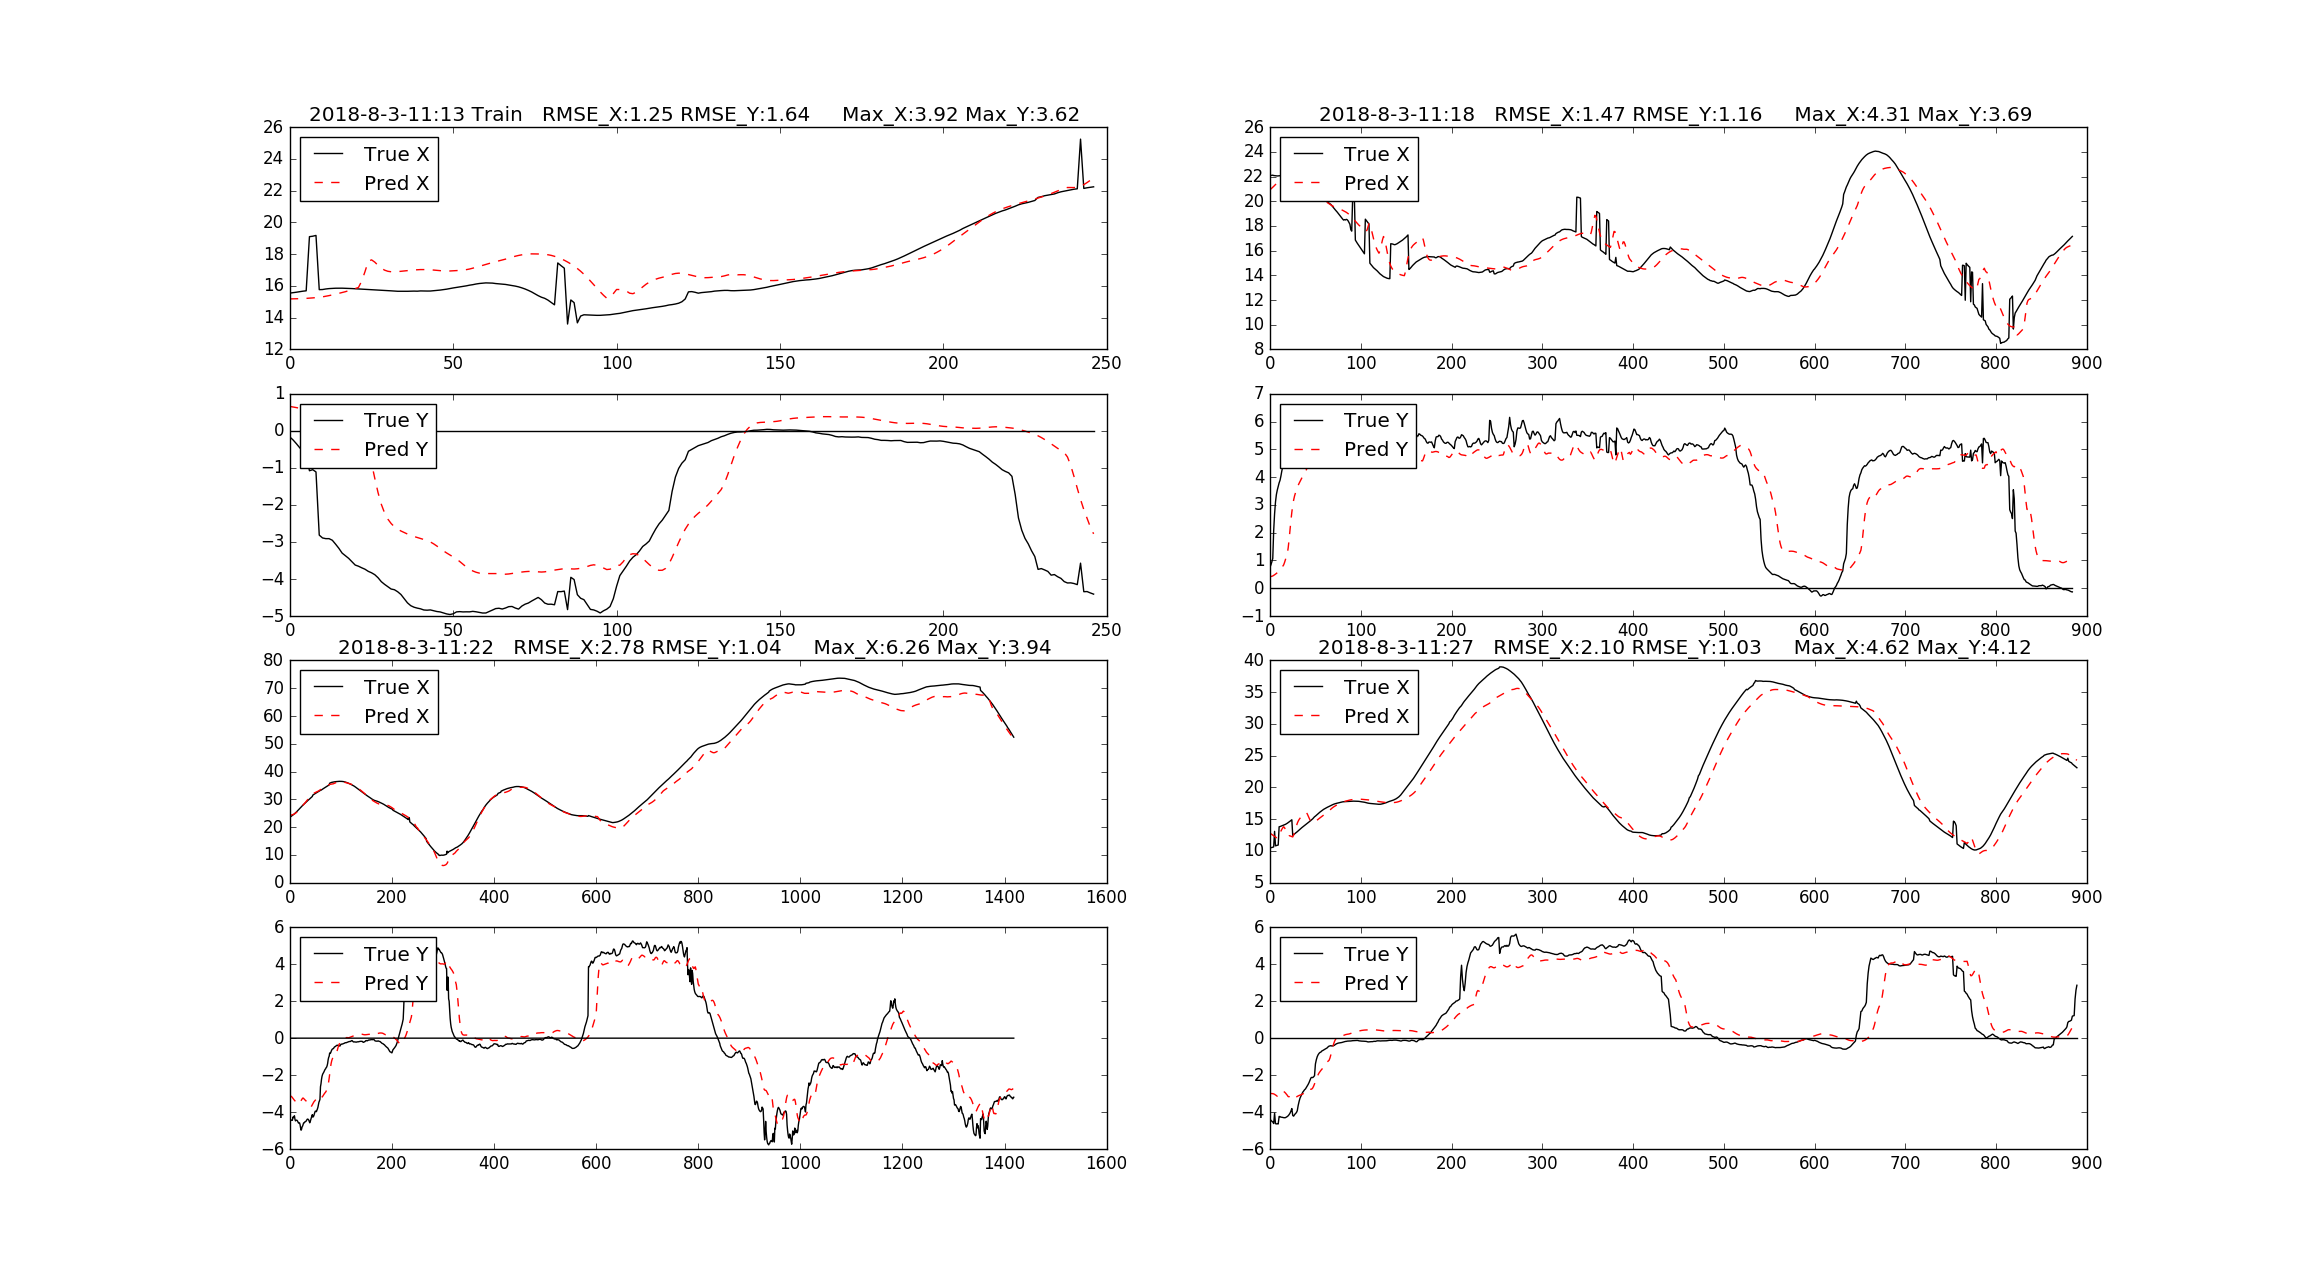 2018-8-3-11:13 Train   RMSE_X:1.25 RMSE_Y:1.64     Max_X:3.92 Max_Y:3.62
26
24
22
20
18
16
14
12
True X
Pred X
0 50 100 150 200 250
1
0
−1
−2
−3
−4
−5
True Y
Pred Y
0 50 100 150 200 250
2018-8-3-11:18   RMSE_X:1.47 RMSE_Y:1.16     Max_X:4.31 Max_Y:3.69
26
24
22
20
18
16
14
12
10
8
True X
Pred X
0 100 200 300 400 500 600 700 800 900
7
6
5
4
3
2
1
0
−1
True Y
Pred Y
0 100 200 300 400 500 600 700 800 900
2018-8-3-11:22   RMSE_X:2.78 RMSE_Y:1.04     Max_X:6.26 Max_Y:3.94
80
70
60
50
40
30
20
10
0
True X
Pred X
0 200 400 600 800 1000 1200 1400 1600
6
4
2
0
−2
−4
−6
True Y
Pred Y
0 200 400 600 800 1000 1200 1400 1600
2018-8-3-11:27   RMSE_X:2.10 RMSE_Y:1.03     Max_X:4.62 Max_Y:4.12
40
35
30
25
20
15
10
5
True X
Pred X
0 100 200 300 400 500 600 700 800 900
6
4
2
0
−2
−4
−6
True Y
Pred Y
0 100 200 300 400 500 600 700 800 900